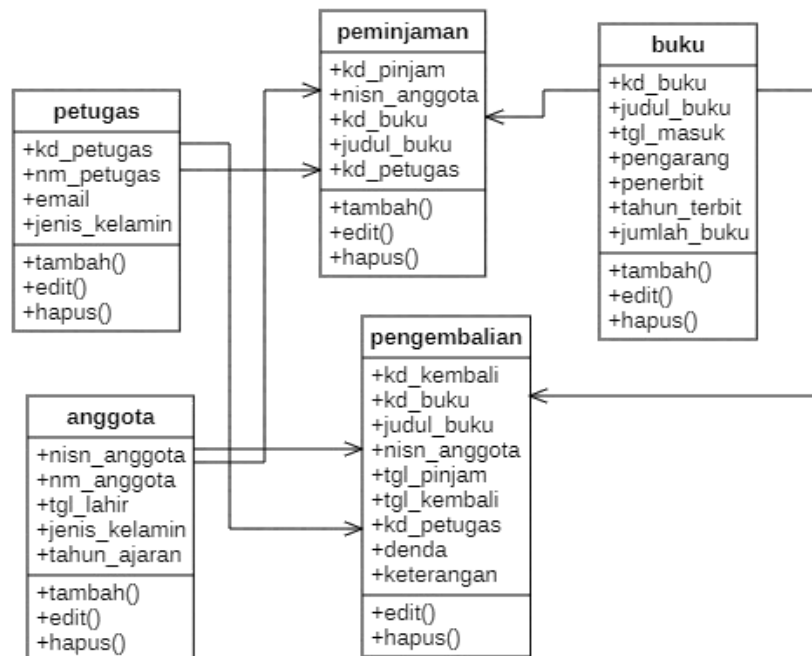 peminjaman
+kd_pinjam
+nisn_anggota
+kd_buku
+judul_buku
+kd_petugas
+tambah()
+edit()
+hapus()
buku
+kd_buku
+judul_buku
+tgl_masuk
+pengarang
+penerbit
+tahun_terbit
+jumlah_buku
+tambah()
+edit()
+hapus()
petugas
+kd_petugas
+nm_petugas
+email
+jenis_kelamin
+tambah()
+edit()
+hapus()
pengembalian
+kd_kembali
+kd_buku
+judul_buku
+nisn_anggota
+tgl_pinjam
+tgl_kembali
+kd_petugas
+denda
+keterangan
+edit()
+hapus()
anggota
+nisn_anggota
+nm_anggota
+tgl_lahir
+jenis_kelamin
+tahun_ajaran
+tambah()
+edit()
+hapus()